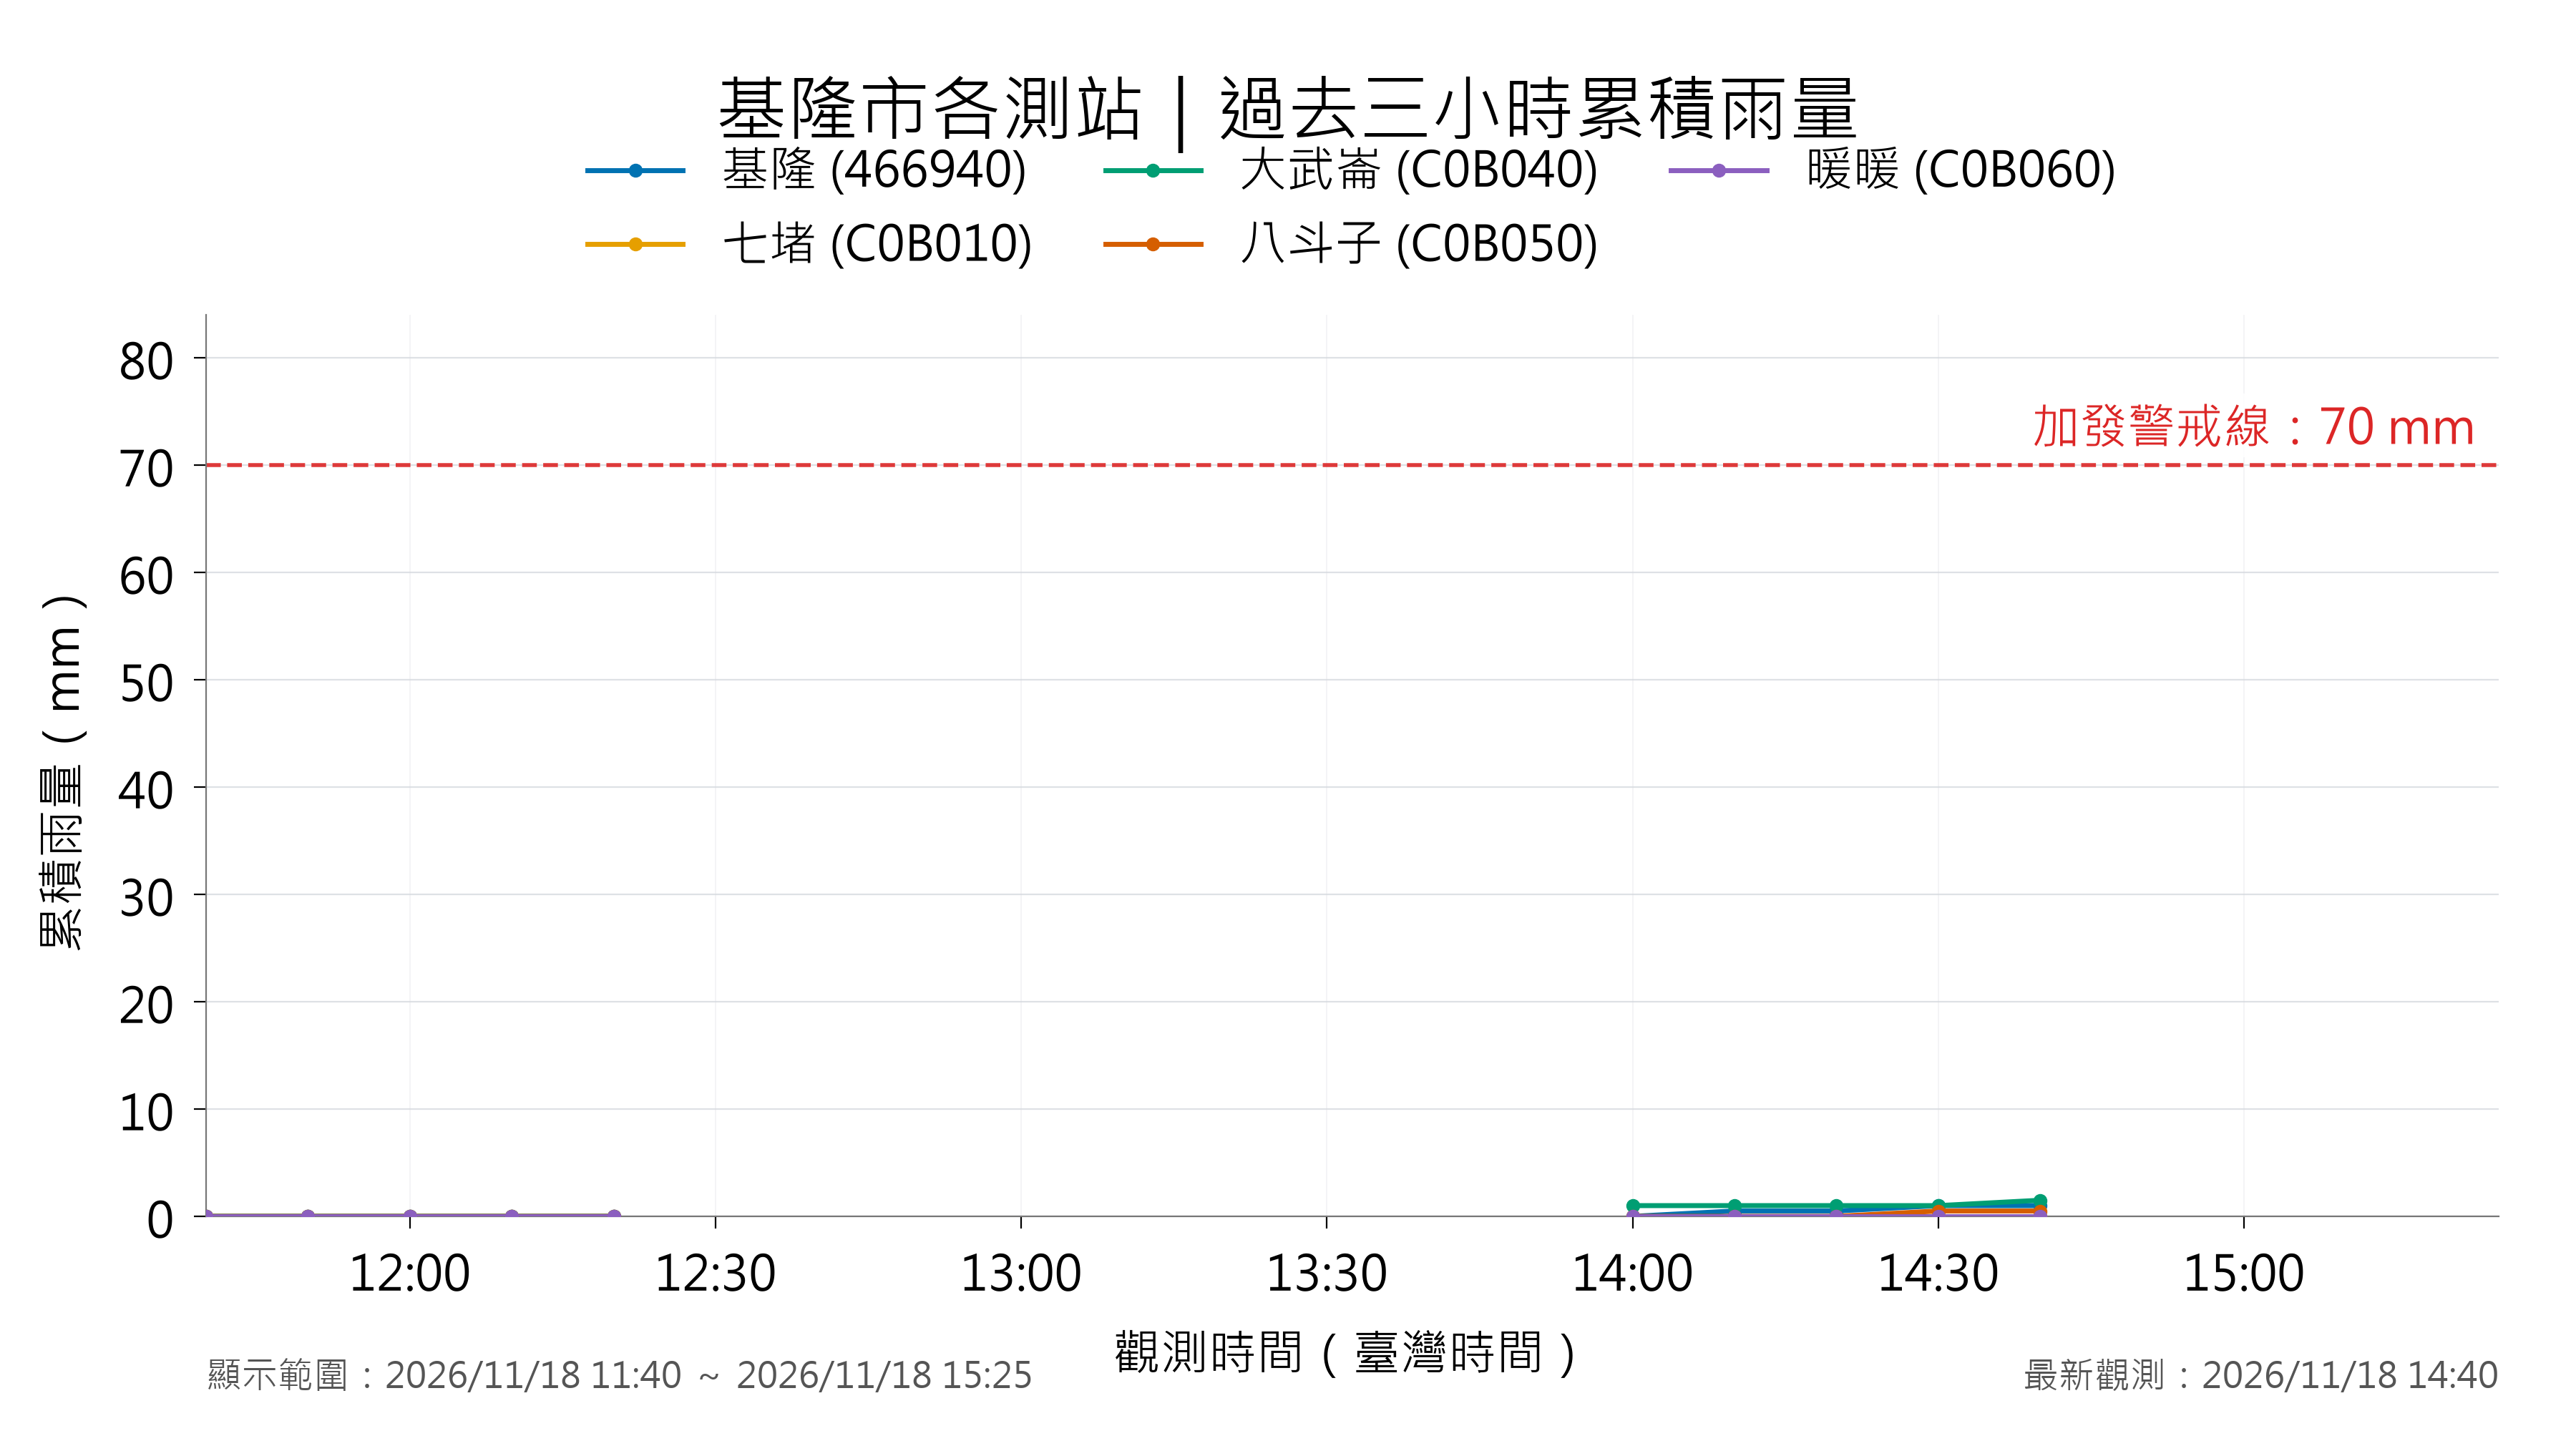 基隆市各測站｜過去三小時累積雨量
基隆 (466940)
七堵 (C0B010)
大武崙 (C0B040)
八斗子 (C0B050)
暖暖 (C0B060)
累積雨量（mm）
80
70
60
50
40
30
20
10
0
加發警戒線：70 mm
12:00
12:30
13:00
13:30
14:00
14:30
15:00
觀測時間（臺灣時間）
顯示範圍：2026/11/18 11:40 ~ 2026/11/18 15:25
最新觀測：2026/11/18 14:40